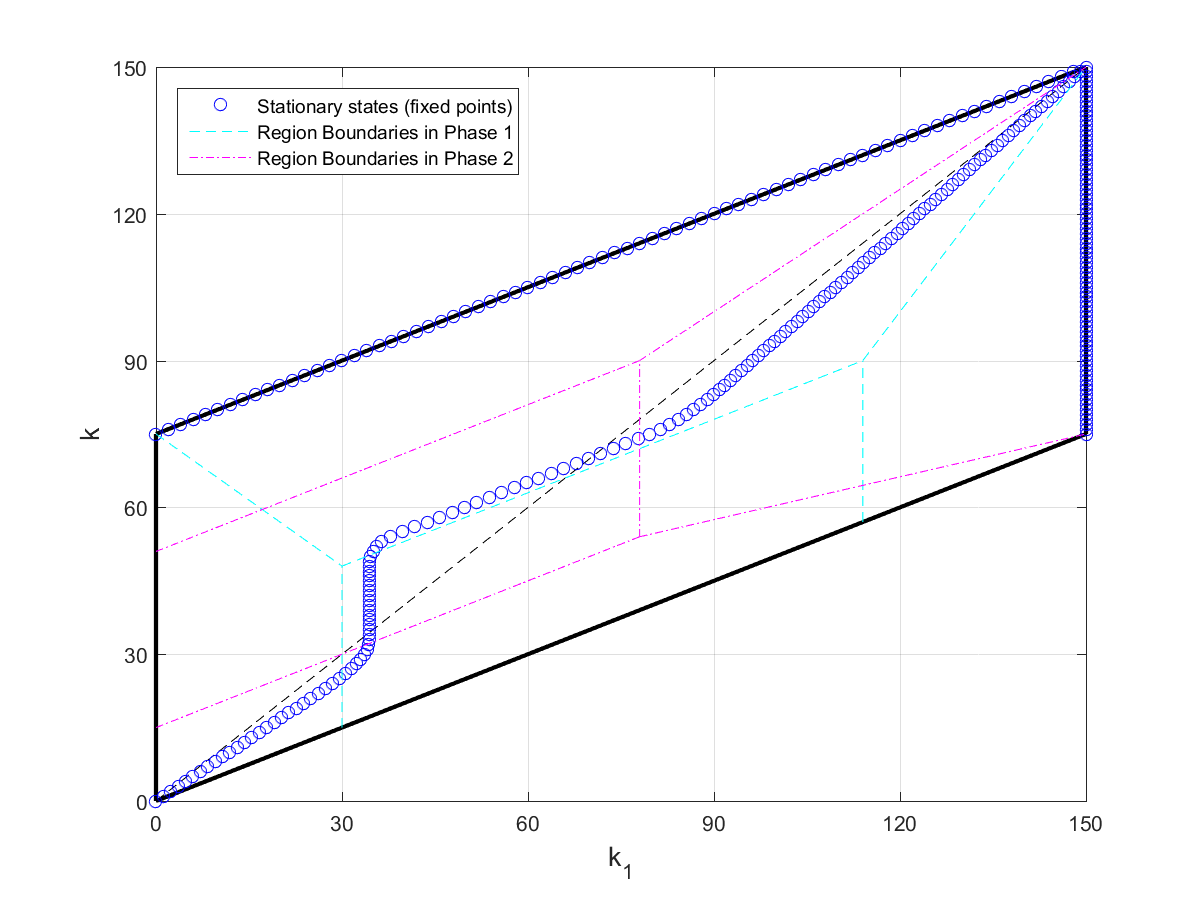 150
120
90
60
30
0
k
Stationary states (fixed points)
Region Boundaries in Phase 1
Region Boundaries in Phase 2
0 30 60 90 120 150
k_1